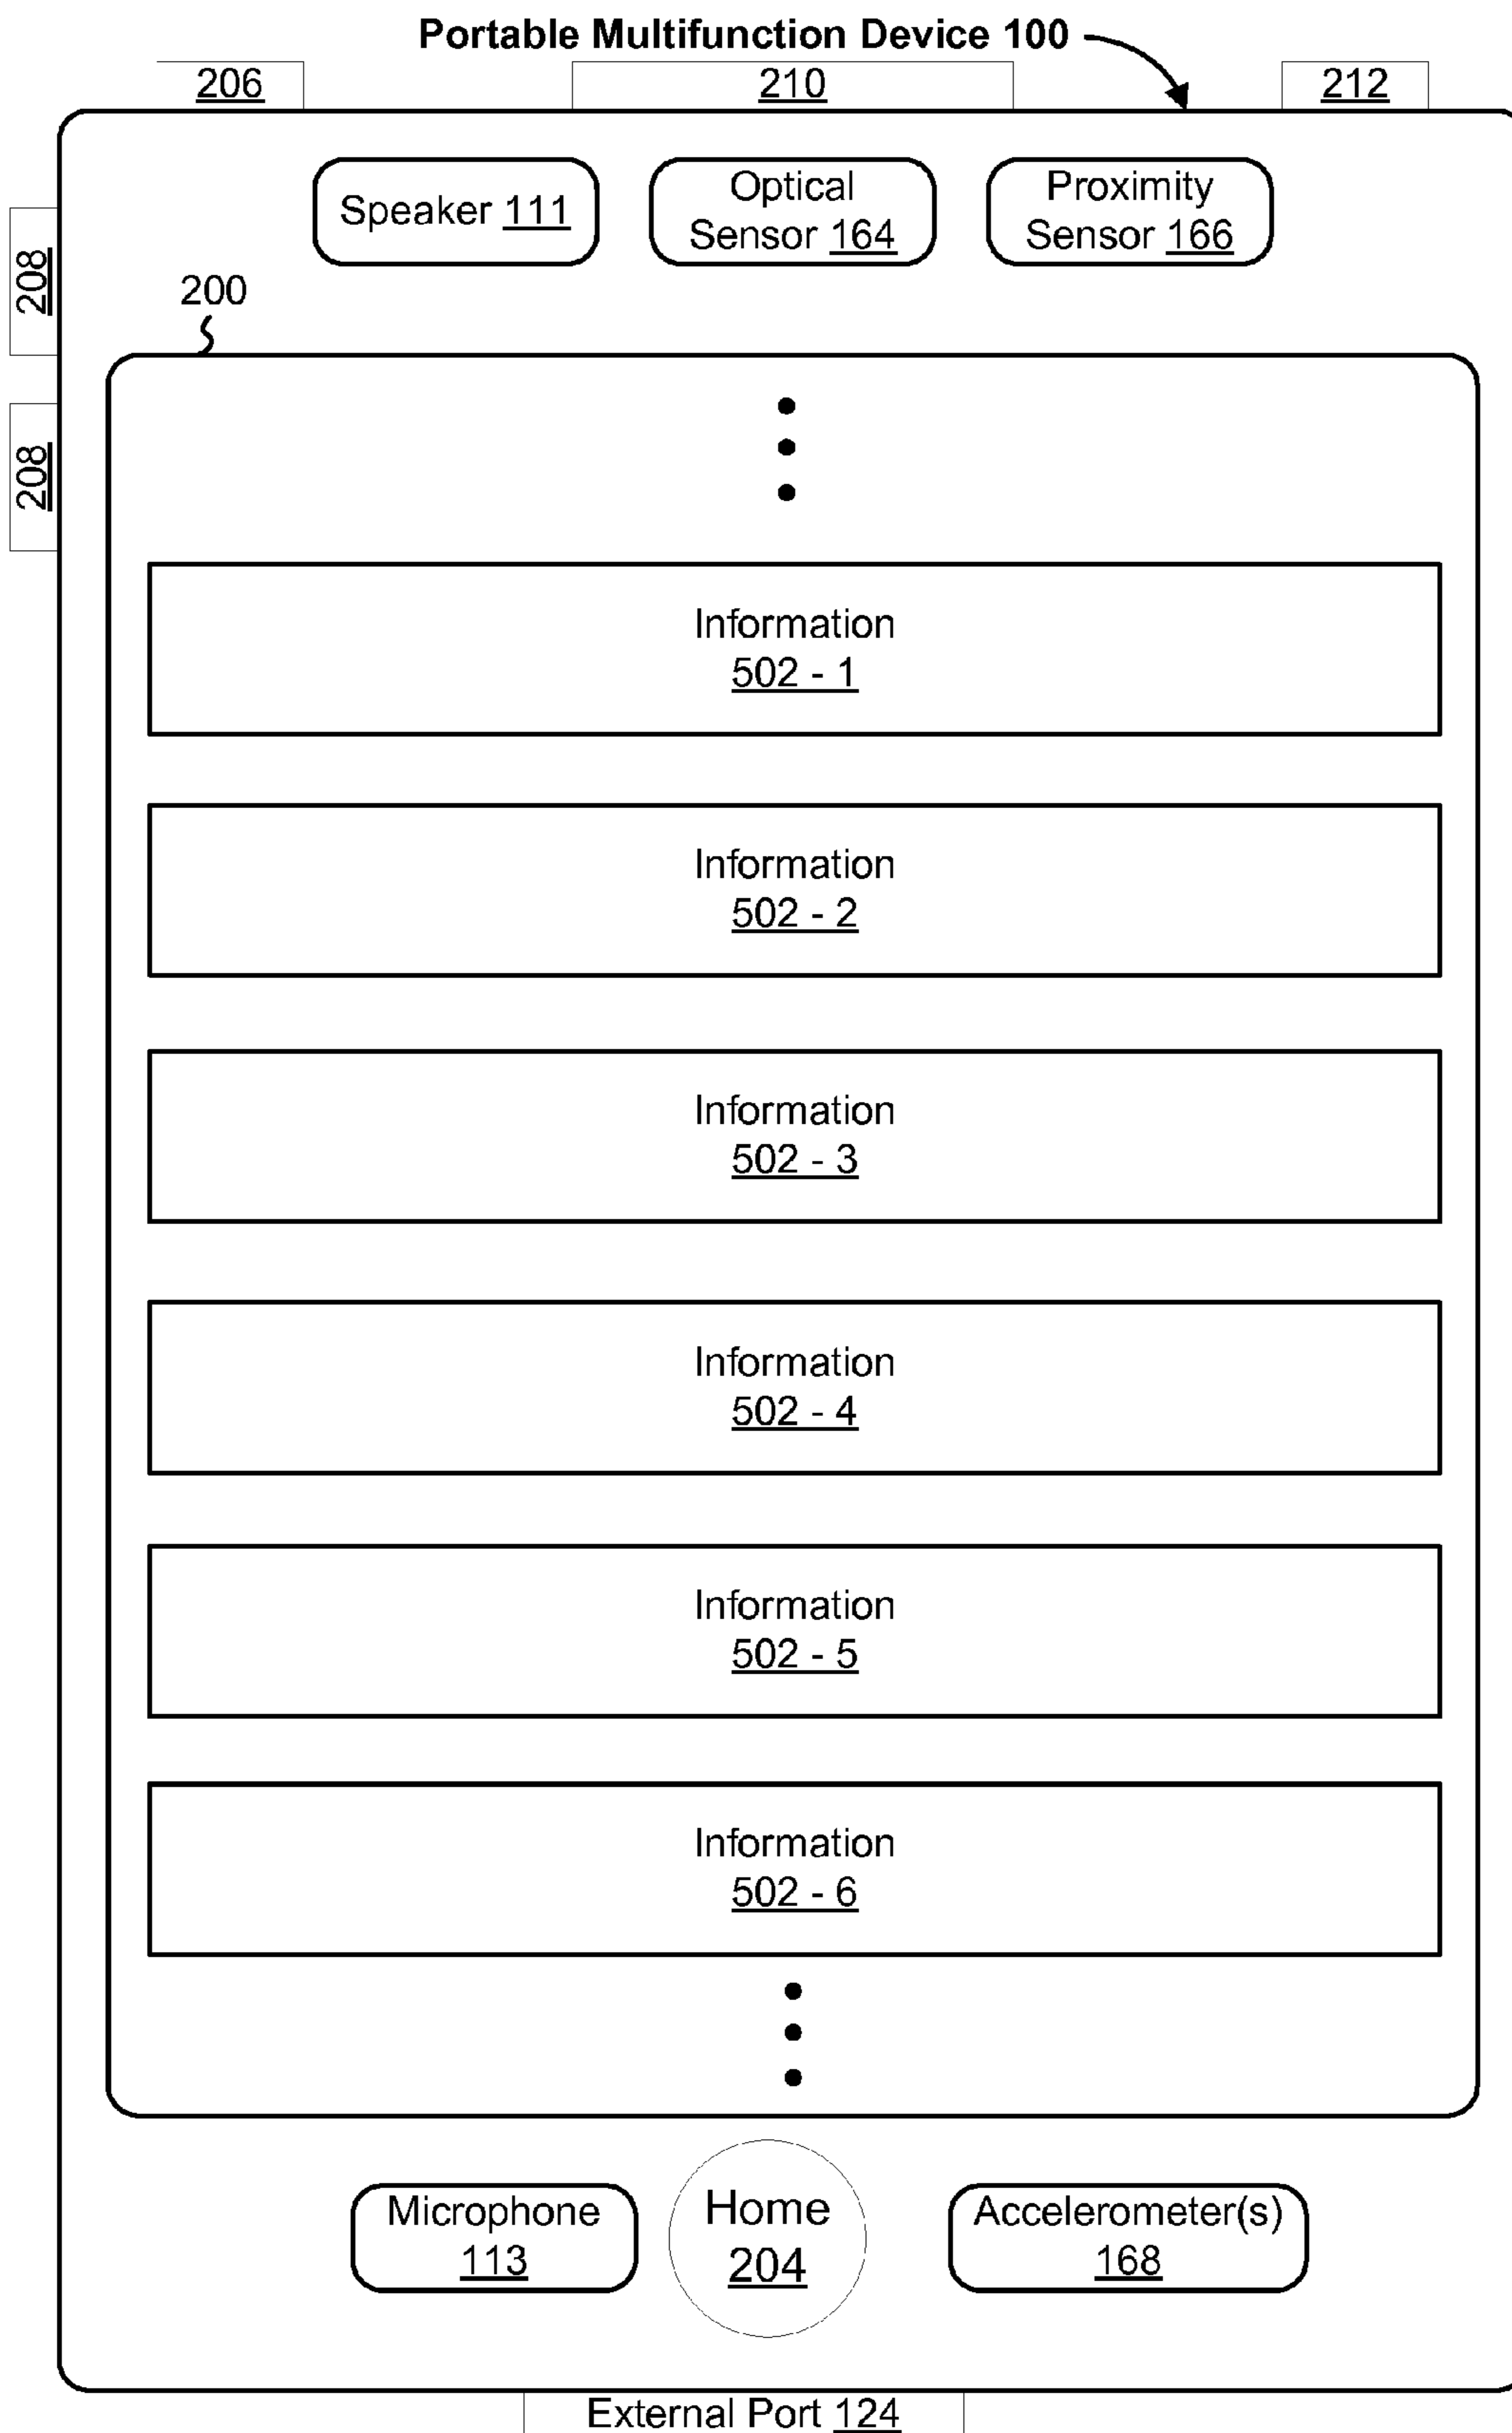 Portable Multifunction Device 100
206
210
212
Speaker 111
Optical
Sensor 164
Proximity
Sensor 166
208
200
208
Information
502 - 1
Information
502 - 2
Information
502 - 3
Information
502 - 4
Information
502 - 5
Information
502 - 6
Microphone
113
Home
204
Accelerometer(s)
168
External Port 124